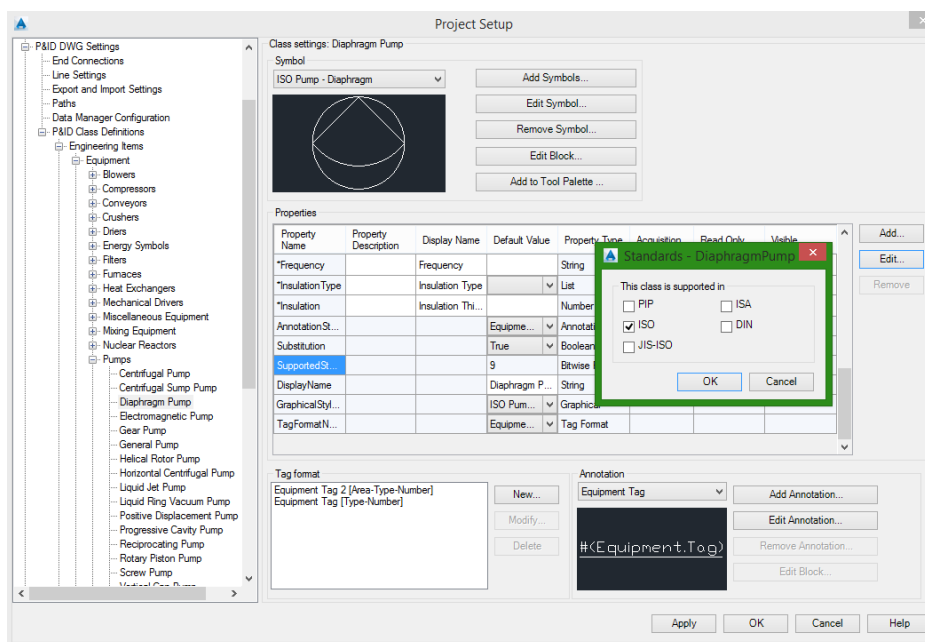 Project Setup
P&ID DWG Settings
End Connections
Line Settings
Export and Import Settings
Paths
Data Manager Configuration
P&ID Class Definitions
Engineering Items
Equipment
Blowers
Compressors
Conveyors
Crushers
Driers
Energy Symbols
Filters
Furnaces
Heat Exchangers
Mechanical Drivers
Miscellaneous Equipment
Mixing Equipment
Nuclear Reactors
Pumps
Centrifugal Pump
Centrifugal Sump Pump
Diaphragm Pump
Electromagnetic Pump
Gear Pump
General Pump
Helical Rotor Pump
Horizontal Centrifugal Pump
Liquid Jet Pump
Liquid Ring Vacuum Pump
Positive Displacement Pump
Progressive Cavity Pump
Reciprocating Pump
Rotary Piston Pump
Screw Pump
Class settings: Diaphragm Pump
Symbol
ISO Pump - Diaphragm
Add Symbols...
Edit Symbol...
Remove Symbol...
Edit Block...
Add to Tool Palette ...
Properties
Property Name Property Description Display Name Default Value Property Type Acquisition Read Only Visible
*Frequency Frequency String
*InsulationType Insulation Type List
*Insulation Insulation Thi... Number
AnnotationSt... Equipme... Annotati
Substitution True Boolean
SupportedSt... 9 Bitwise
DisplayName Diaphragm P... String
GraphicalStyl... ISO Pum... Graphical
TagFormatN... Equipme... Tag Format
Add...
Edit...
Remove
Standards - DiaphragmPump
This class is supported in
PIP ISA
ISO DIN
JIS-ISO
OK Cancel
Tag format
Equipment Tag 2 [Area-Type-Number]
Equipment Tag [Type-Number]
New...
Modify...
Delete
Annotation
Equipment Tag
#(Equipment.Tag)
Add Annotation...
Edit Annotation...
Remove Annotation...
Edit Block...
Apply OK Cancel Help